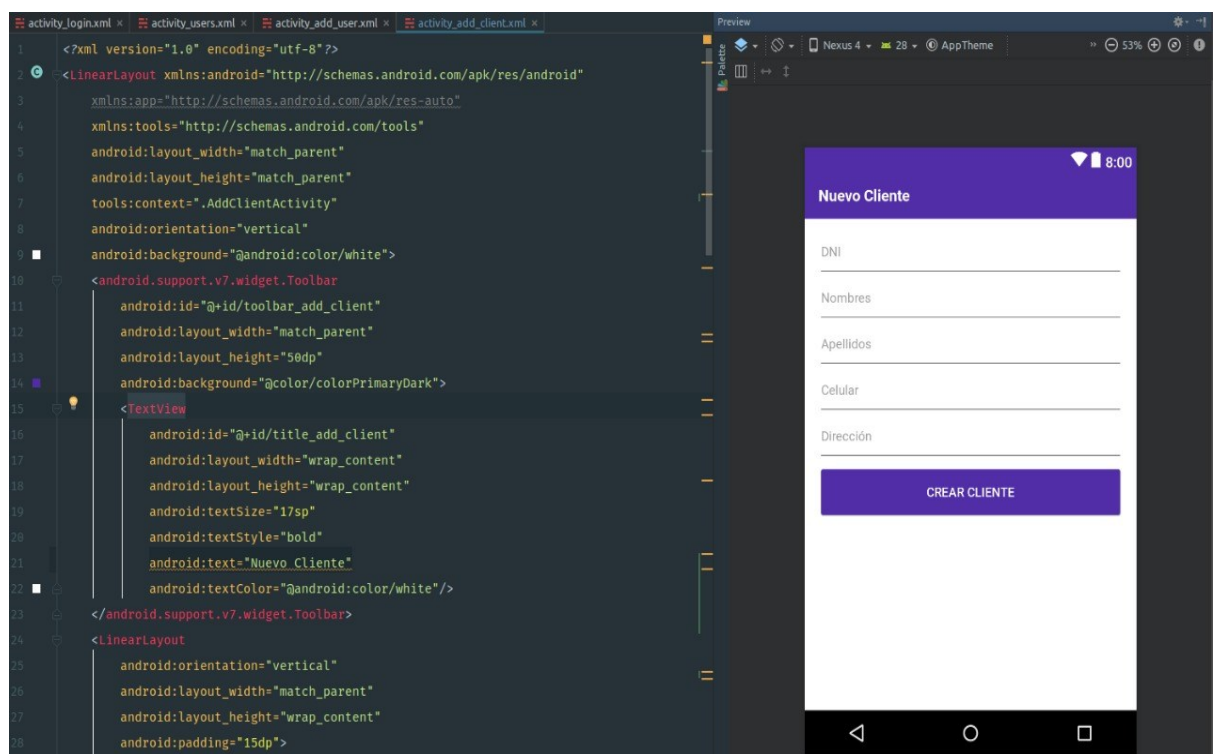 activity_login.xml × activity_users.xml × activity_add_user.xml × activity_add_client.xml ×
1 <?xml version="1.0" encoding="utf-8"?>
2 <LinearLayout xmlns:android="http://schemas.android.com/apk/res/android"
3 xmlns:app="http://schemas.android.com/apk/res-auto"
4 xmlns:tools="http://schemas.android.com/tools"
5 android:layout_width="match_parent"
6 android:layout_height="match_parent"
7 tools:context=".AddClientActivity"
8 android:orientation="vertical"
9 android:background="@android:color/white">
10 <android.support.v7.widget.Toolbar
11 android:id="@+id/toolbar_add_client"
12 android:layout_width="match_parent"
13 android:layout_height="50dp"
14 android:background="@color/colorPrimaryDark">
15 <TextView
16 android:id="@+id/title_add_client"
17 android:layout_width="wrap_content"
18 android:layout_height="wrap_content"
19 android:textSize="17sp"
20 android:textStyle="bold"
21 android:text="Nuevo Cliente"
22 android:textColor="@android:color/white"/>
23 </android.support.v7.widget.Toolbar>
24 <LinearLayout
25 android:orientation="vertical"
26 android:layout_width="match_parent"
27 android:layout_height="wrap_content"
28 android:padding="15dp">
Preview
Palette
Nexus 4 28 AppTheme » 53%
8:00
Nuevo Cliente
DNI
Nombres
Apellidos
Celular
Dirección
CREAR CLIENTE